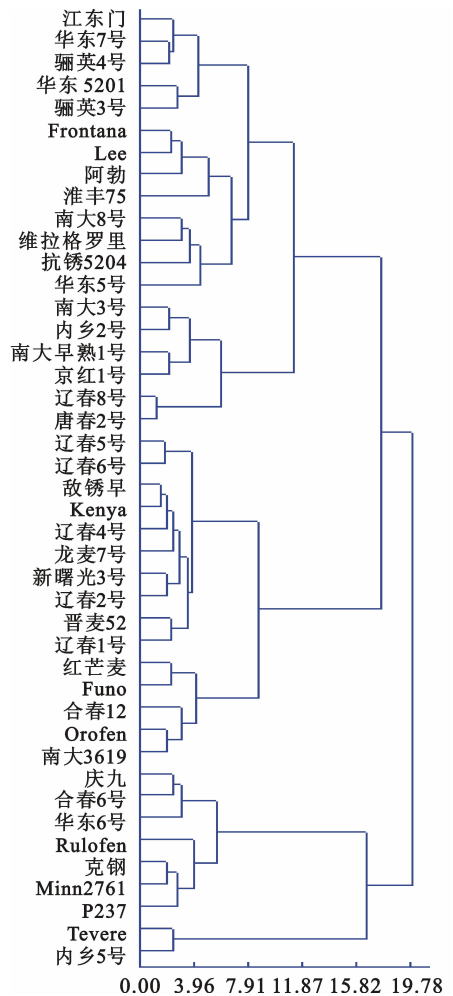 江东门
华东7号
骊英4号
华东 5201
骊英3号
Frontana
Lee
阿勃
淮丰75
南大8号
维拉格罗里
抗锈5204
华东5号
南大3号
内乡2号
南大早熟1号
京红1号
辽春8号
唐春2号
辽春5号
辽春6号
敌锈早
Kenya
辽春4号
龙麦7号
新曙光3号
辽春2号
晋麦52
辽春1号
红芒麦
Funo
合春12
Orofen
南大3619
庆九
合春6号
华东6号
Rulofen
克钢
Minn2761
P237
Tevere
内乡5号
0.00 3.96 7.91 11.87 15.82 19.78